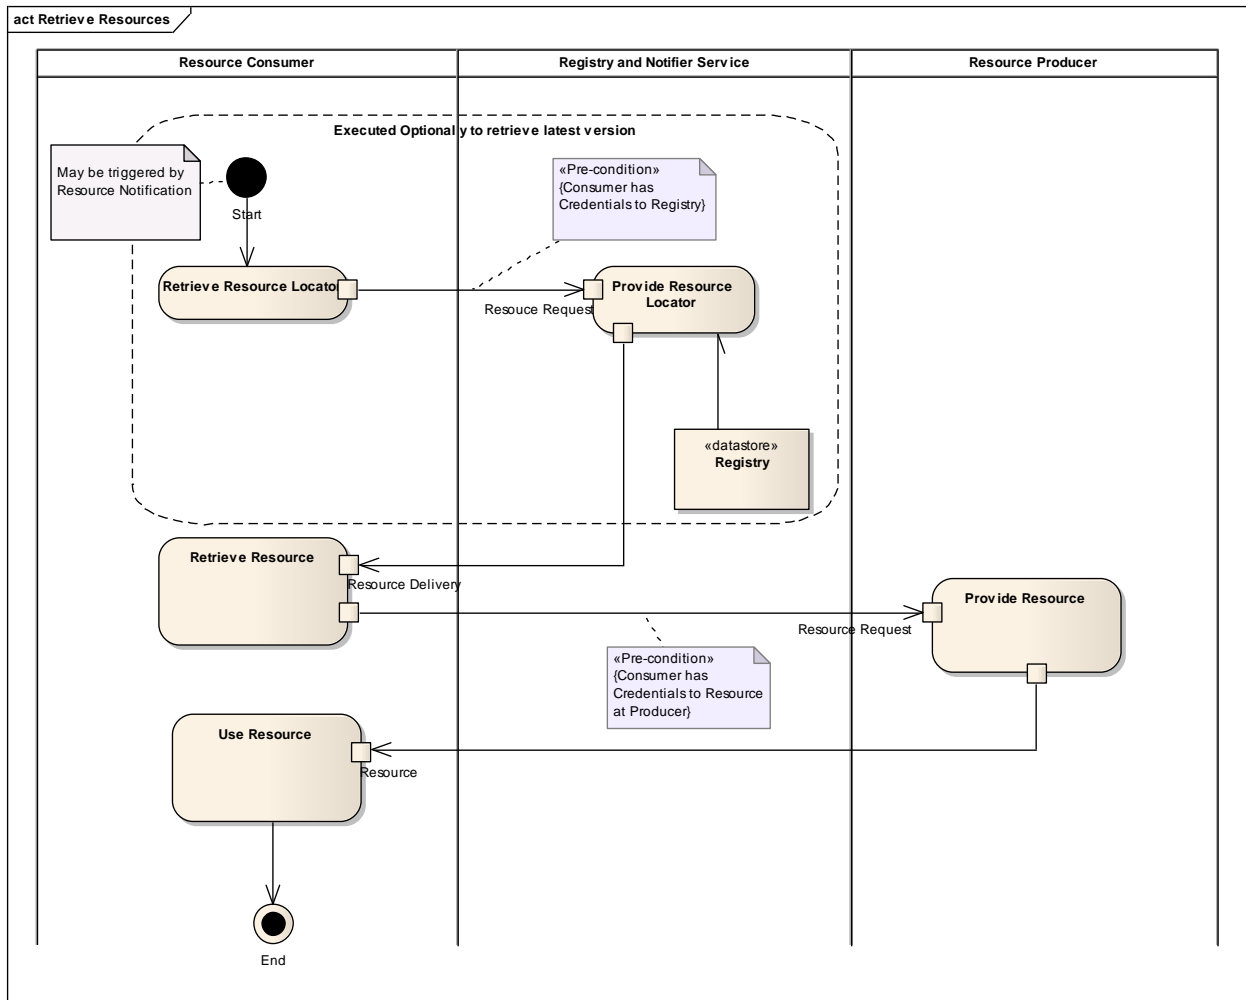 act Retrieve Resources
Resource Consumer
Registry and Notifier Service
Resource Producer
Executed Optionally to retrieve latest version
May be triggered by
Resource Notification
Start
«Pre-condition»
{Consumer has
Credentials to Registry}
Retrieve Resource Locator
Resouce Request
Provide Resource
Locator
«datastore»
Registry
Retrieve Resource
Resource Delivery
Provide Resource
Resource Request
«Pre-condition»
{Consumer has
Credentials to Resource
at Producer}
Use Resource
Resource
End